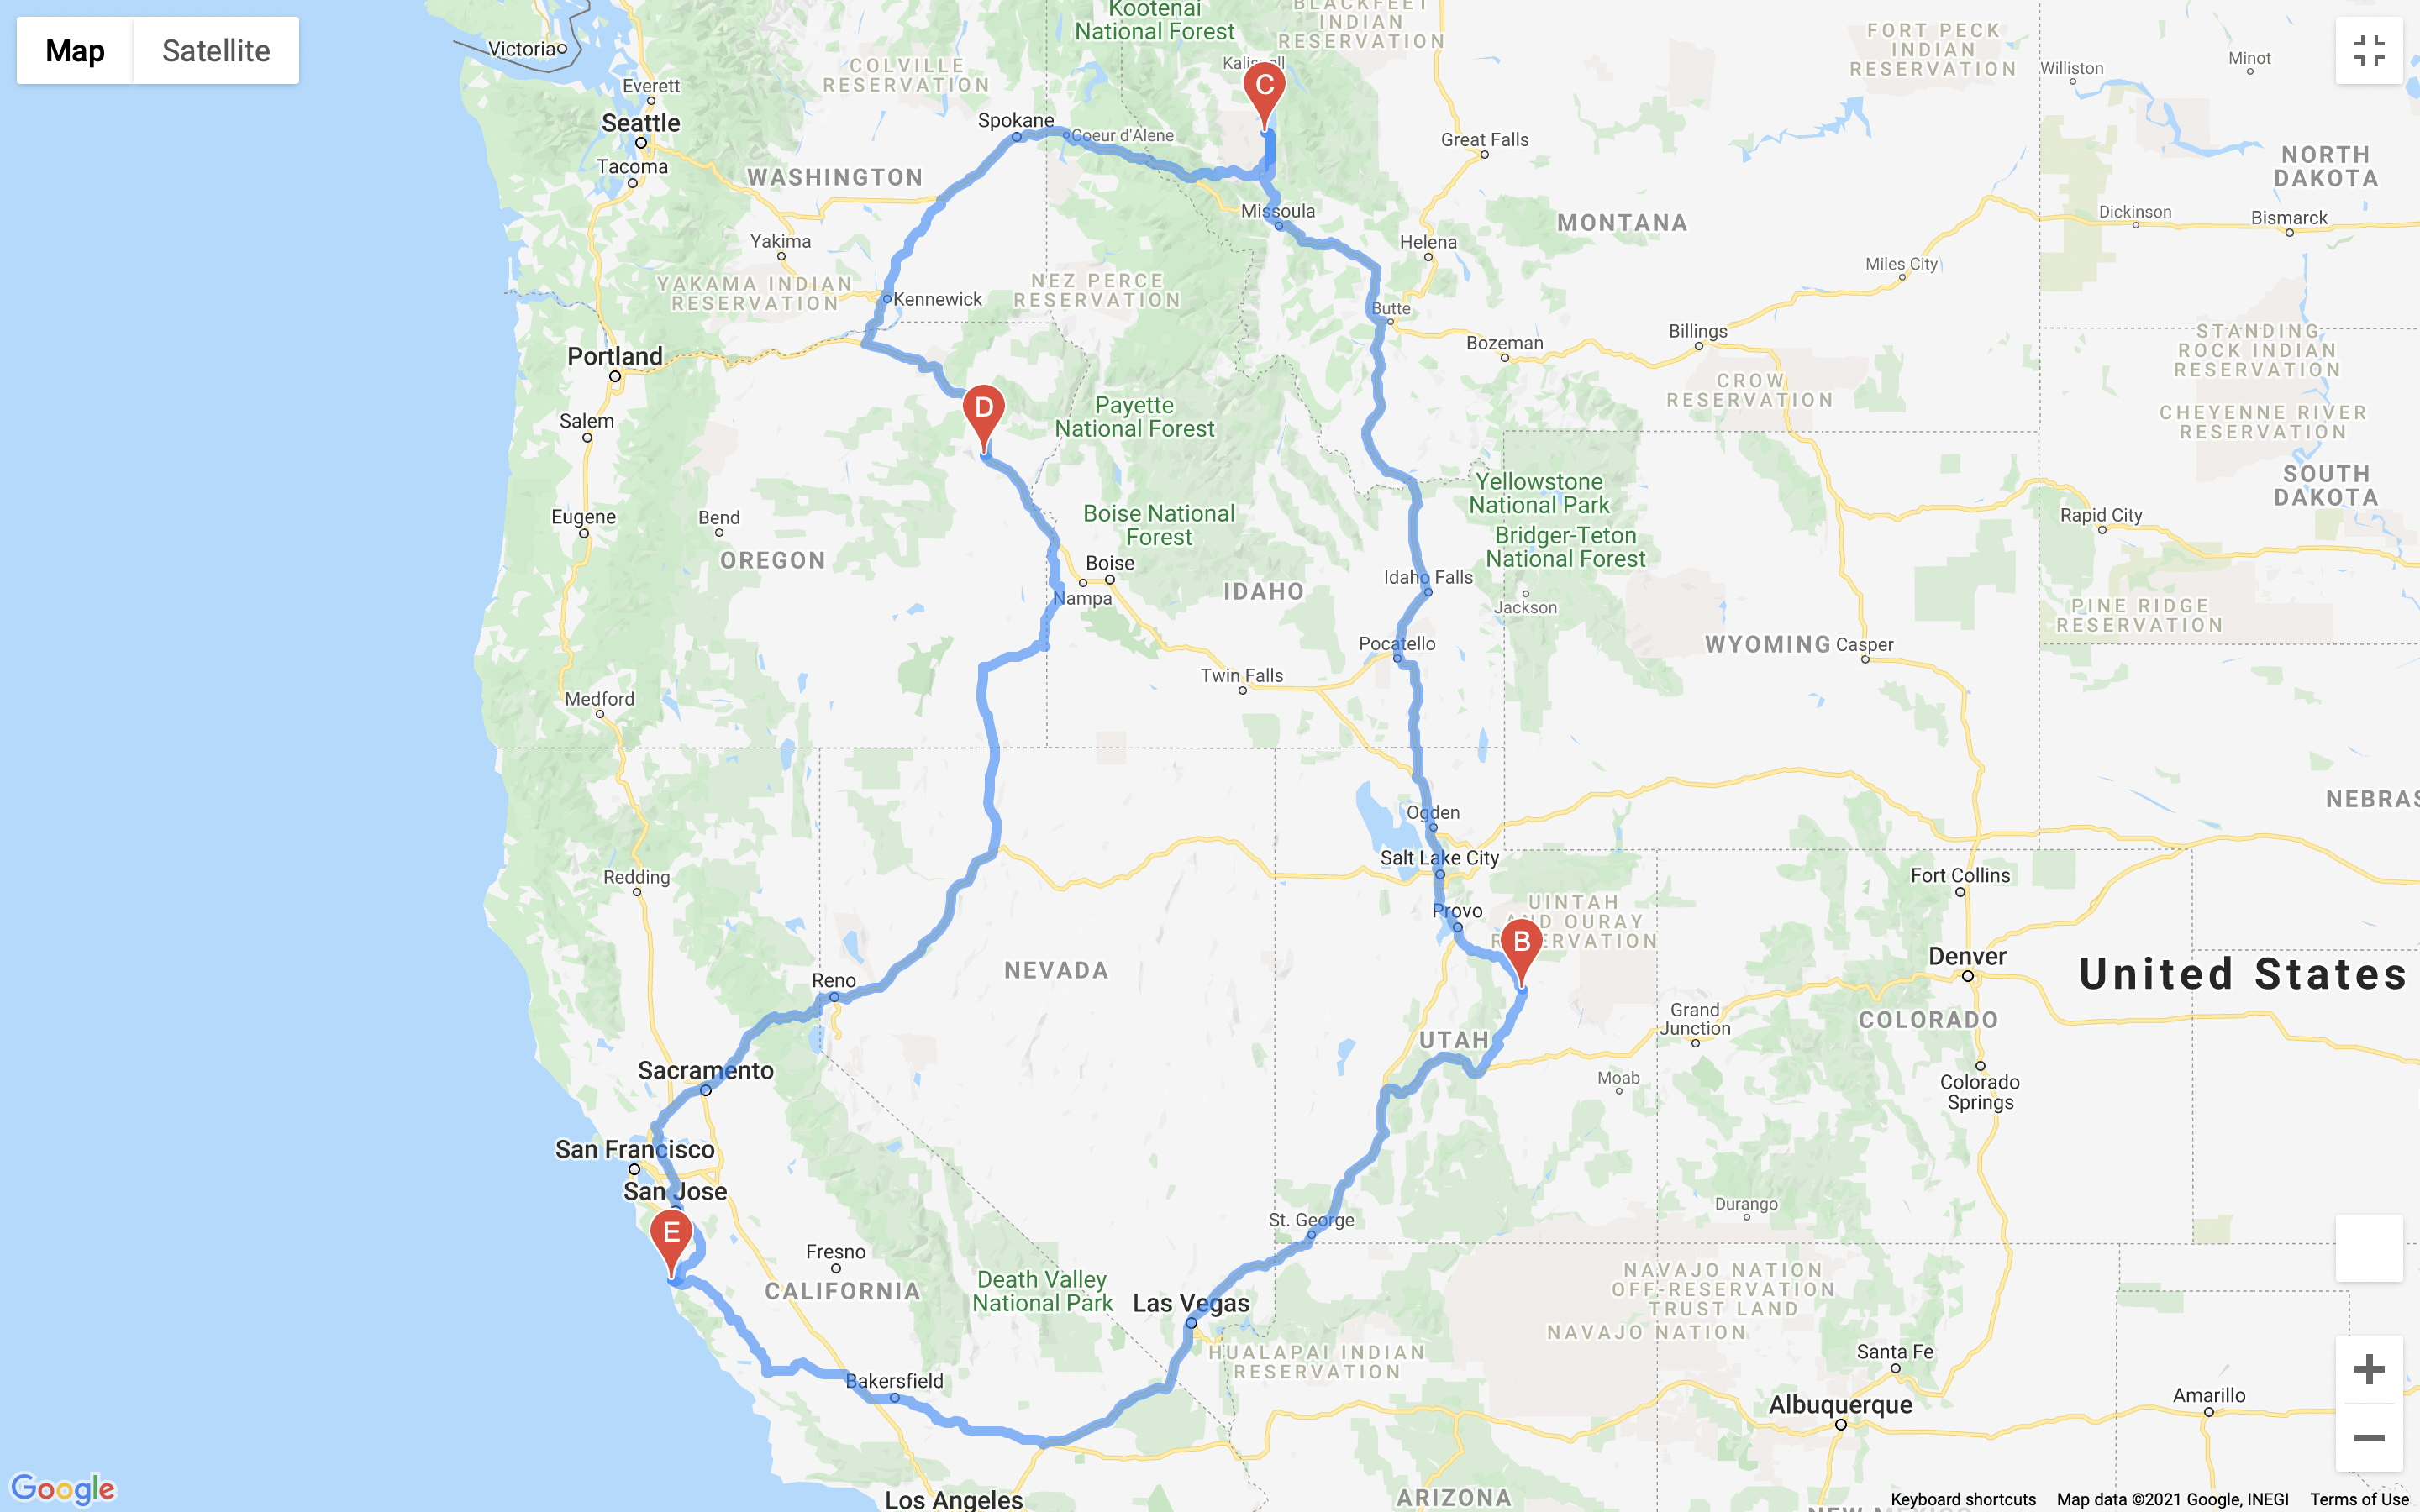 Map
Satellite
Victoria
Everett
Seattle
Tacoma
COLVILLE
RESERVATION
Spokane
Coeur d'Alene
Kootenai
National Forest
BLACKFEET
INDIAN
RESERVATION
C
Great Falls
FORT PECK
INDIAN
RESERVATION
Williston
Minot
NORTH
DAKOTA
WASHINGTON
Missoula
MONTANA
Dickinson
Bismarck
Yakima
Helena
Miles City
YAKAMA INDIAN
RESERVATION
Kennewick
NEZ PERCE
RESERVATION
Butte
Bozeman
Billings
STANDING
ROCK INDIAN
RESERVATION
Portland
CROW
RESERVATION
D
Payette
National Forest
CHEYENNE RIVER
RESERVATION
Salem
Yellowstone
National Park
SOUTH
DAKOTA
Eugene
Bend
Boise National
Forest
Bridger-Teton
National Forest
Rapid City
OREGON
Boise
Nampa
IDAHO
Idaho Falls
Jackson
PINE RIDGE
RESERVATION
Pocatello
WYOMING
Casper
Twin Falls
Medford
NEBRAS
Ogden
Salt Lake City
Redding
Fort Collins
Provo
UINTAH
AND OURAY
RESERVATION
B
Denver
United States
Reno
NEVADA
Grand
Junction
COLORADO
UTAH
Sacramento
Moab
Colorado
Springs
San Francisco
San Jose
E
Durango
St. George
Fresno
CALIFORNIA
Death Valley
National Park
Las Vegas
NAVAJO NATION
OFF-RESERVATION
TRUST LAND
NAVAJO NATION
HUALAPAI INDIAN
RESERVATION
Santa Fe
Bakersfield
Albuquerque
Amarillo
Google
Los Angeles
ARIZONA
Keyboard shortcuts
Map data ©2021 Google, INEGI
Terms of Use